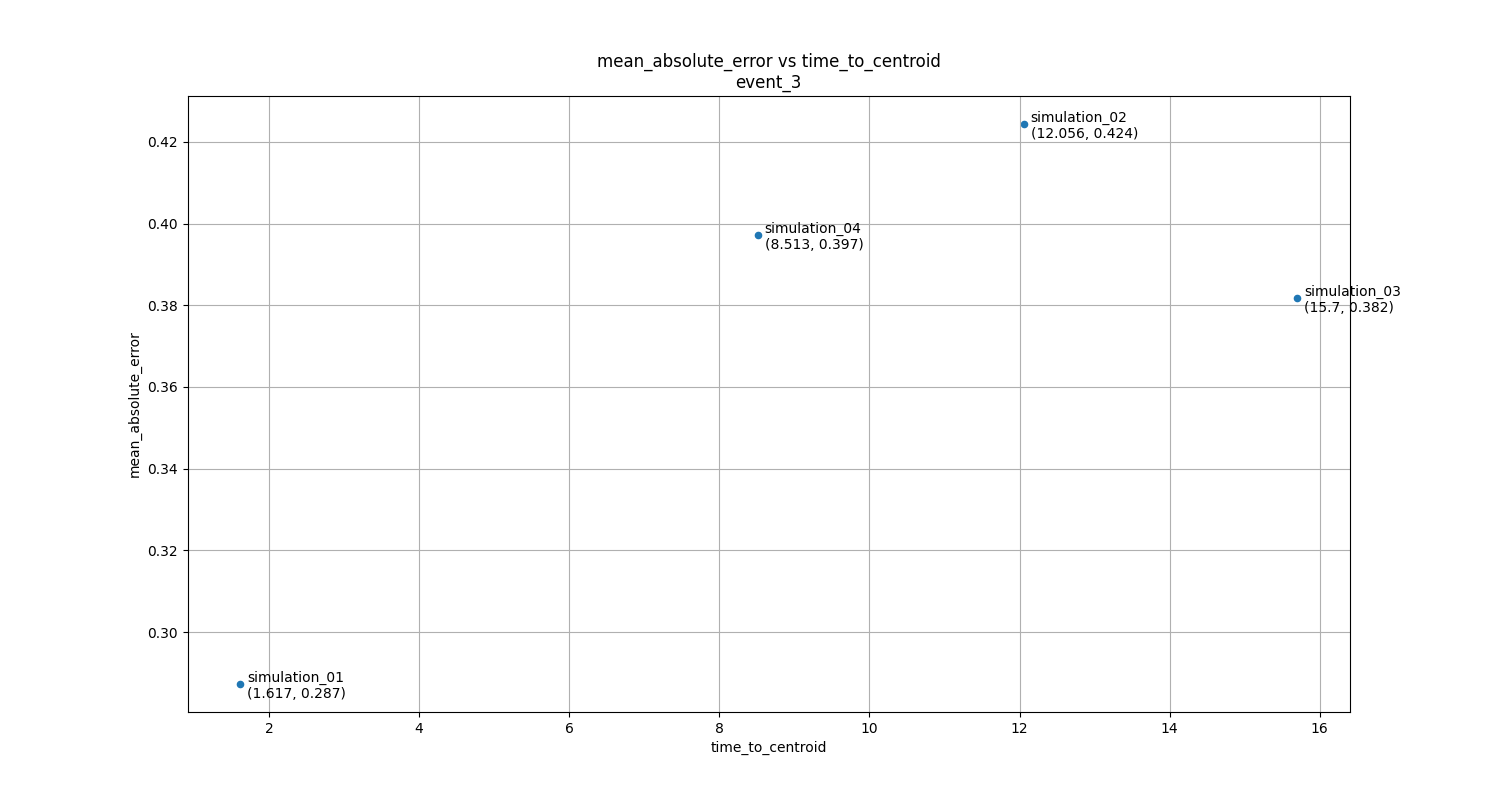 mean_absolute_error vs time_to_centroid
event_3
simulation_02
(12.056, 0.424)
0.42
simulation_04
(8.513, 0.397)
0.40
simulation_03
(15.7, 0.382)
0.38
mean_absolute_error
0.36
0.34
0.32
0.30
simulation_01
(1.617, 0.287)
2 4 6 8 10 12 14 16
time_to_centroid